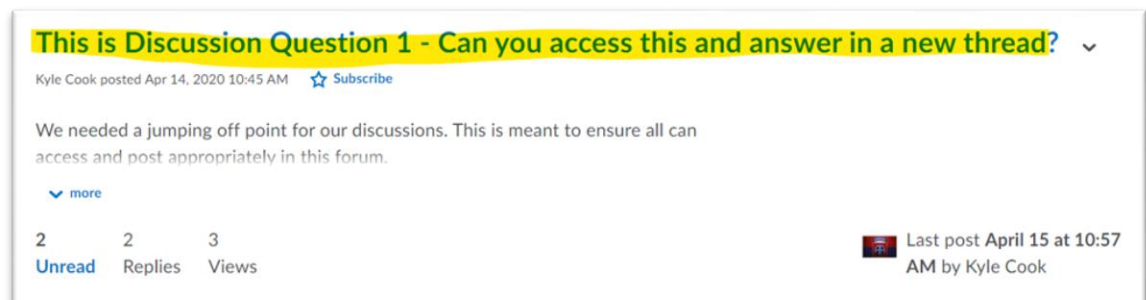 This is Discussion Question 1 - Can you access this and answer in a new thread?
Kyle Cook posted Apr 14, 2020 10:45 AM Subscribe
We needed a jumping off point for our discussions. This is meant to ensure all can
access and post appropriately in this forum.
more
2 2 3
Unread Replies Views
Last post April 15 at 10:57
AM by Kyle Cook